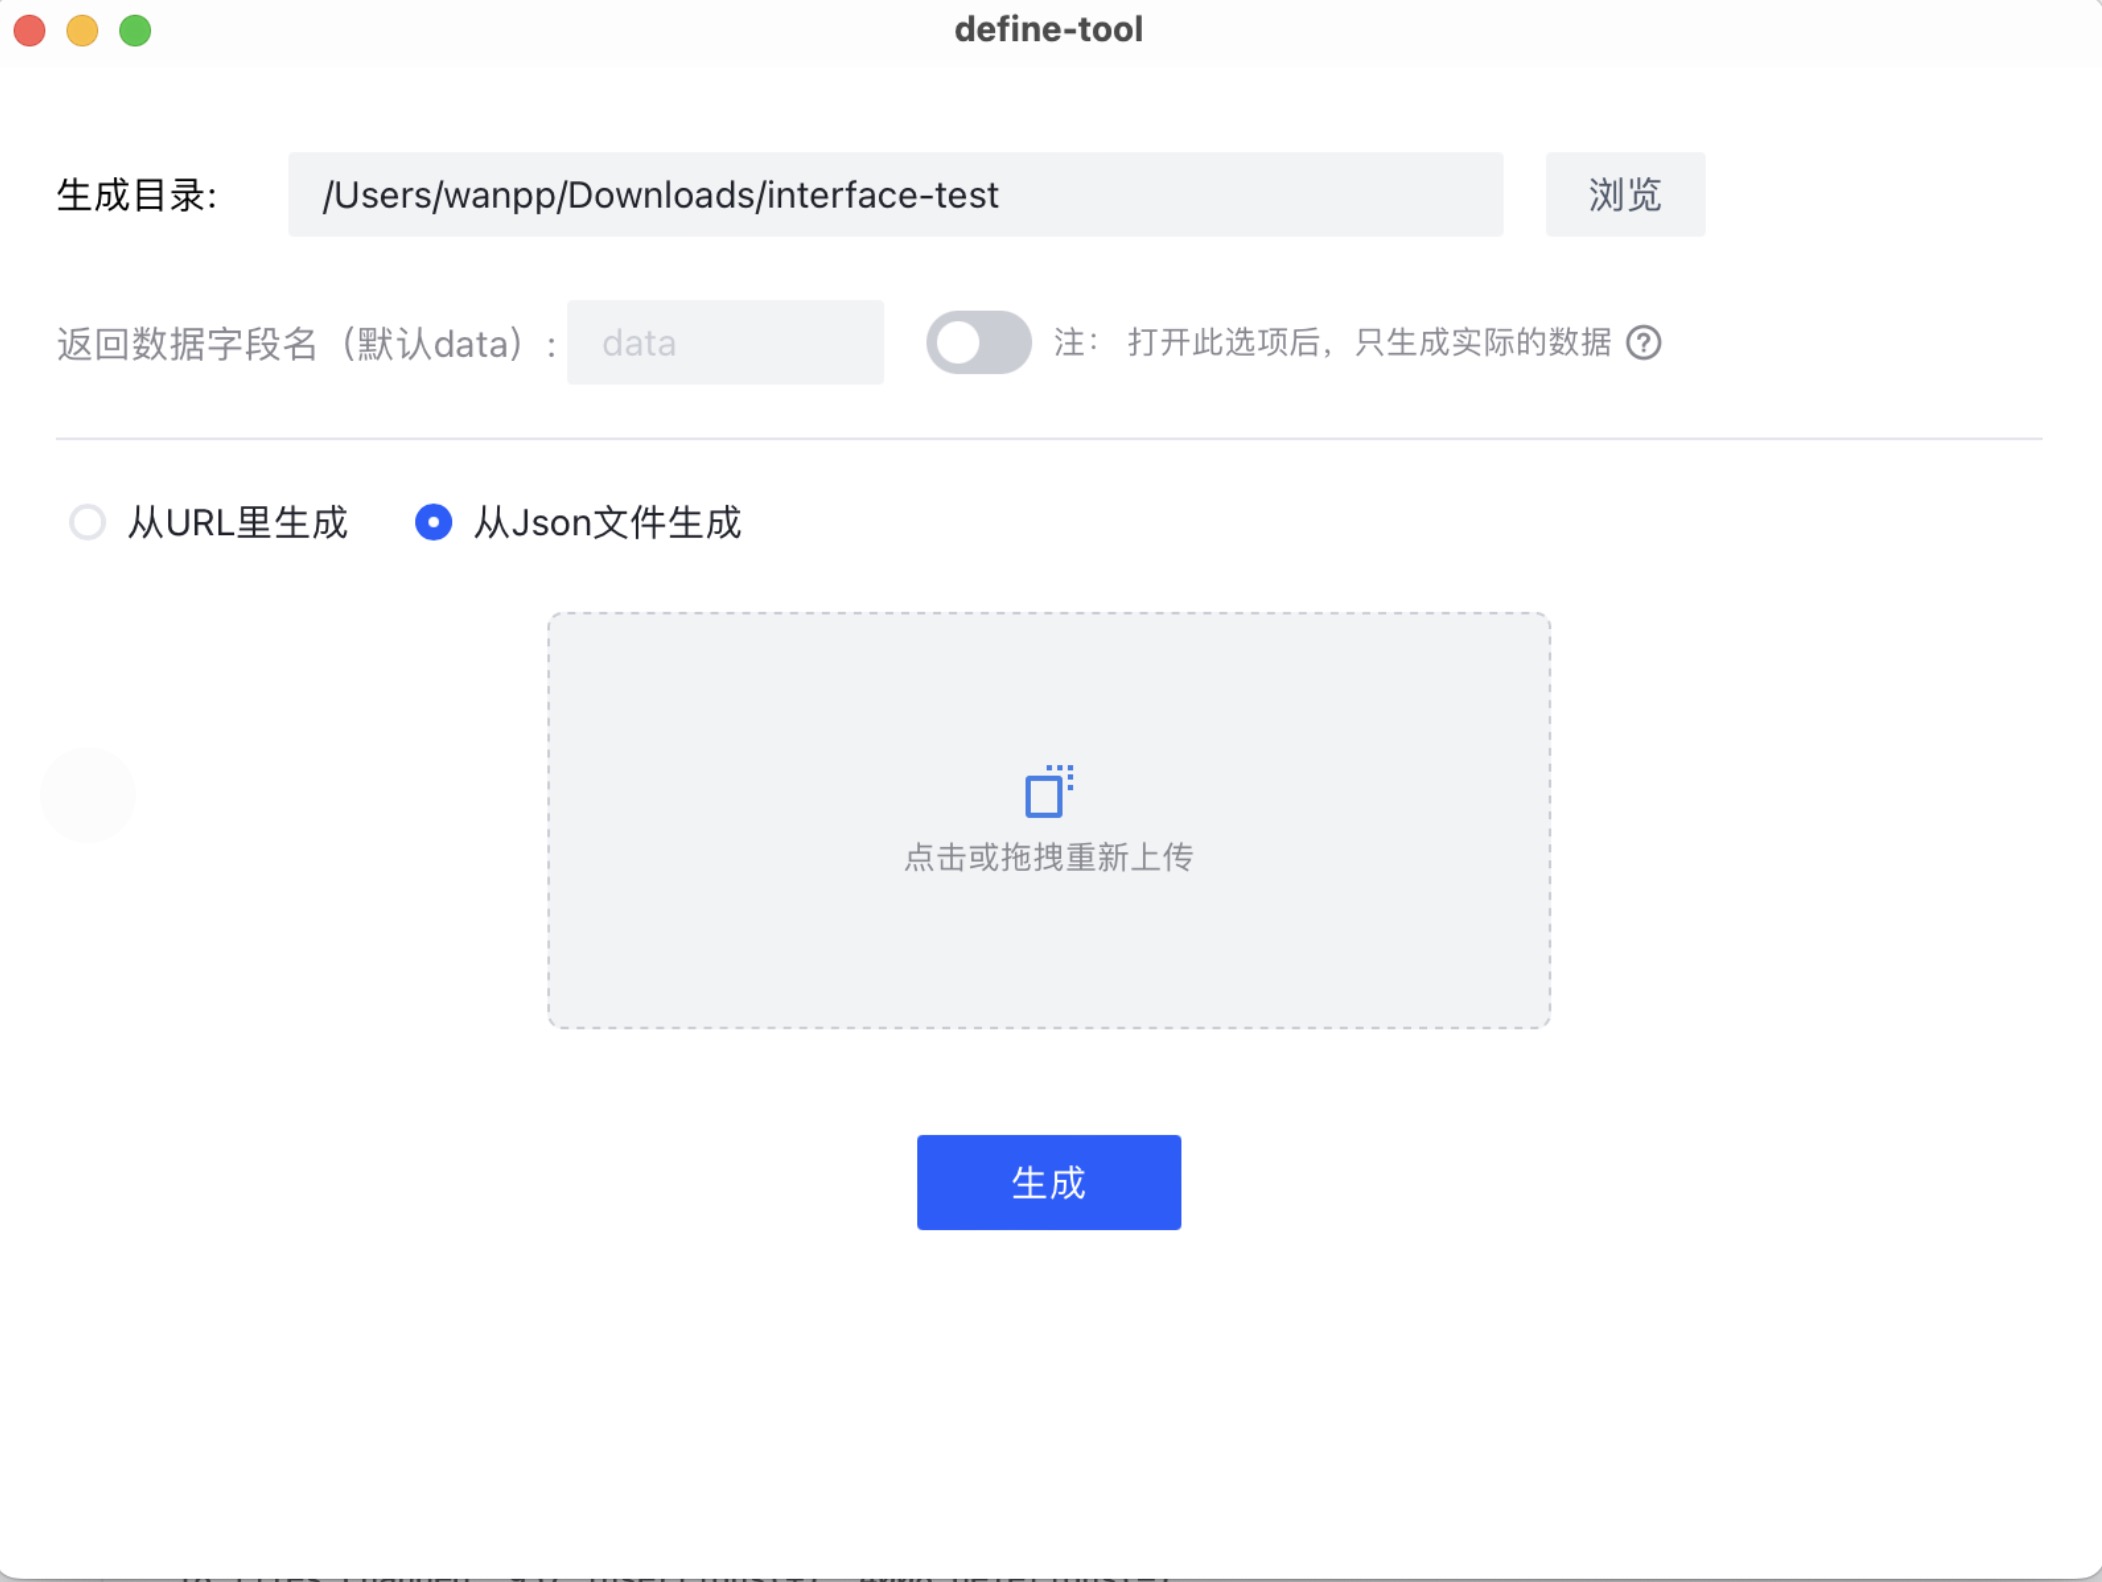 define-tool
生成目录: /Users/wanpp/Downloads/interface-test 浏览
返回数据字段名（默认data）: data 注： 打开此选项后，只生成实际的数据 ?
从URL里生成 从Json文件生成
点击或拖拽重新上传
生成